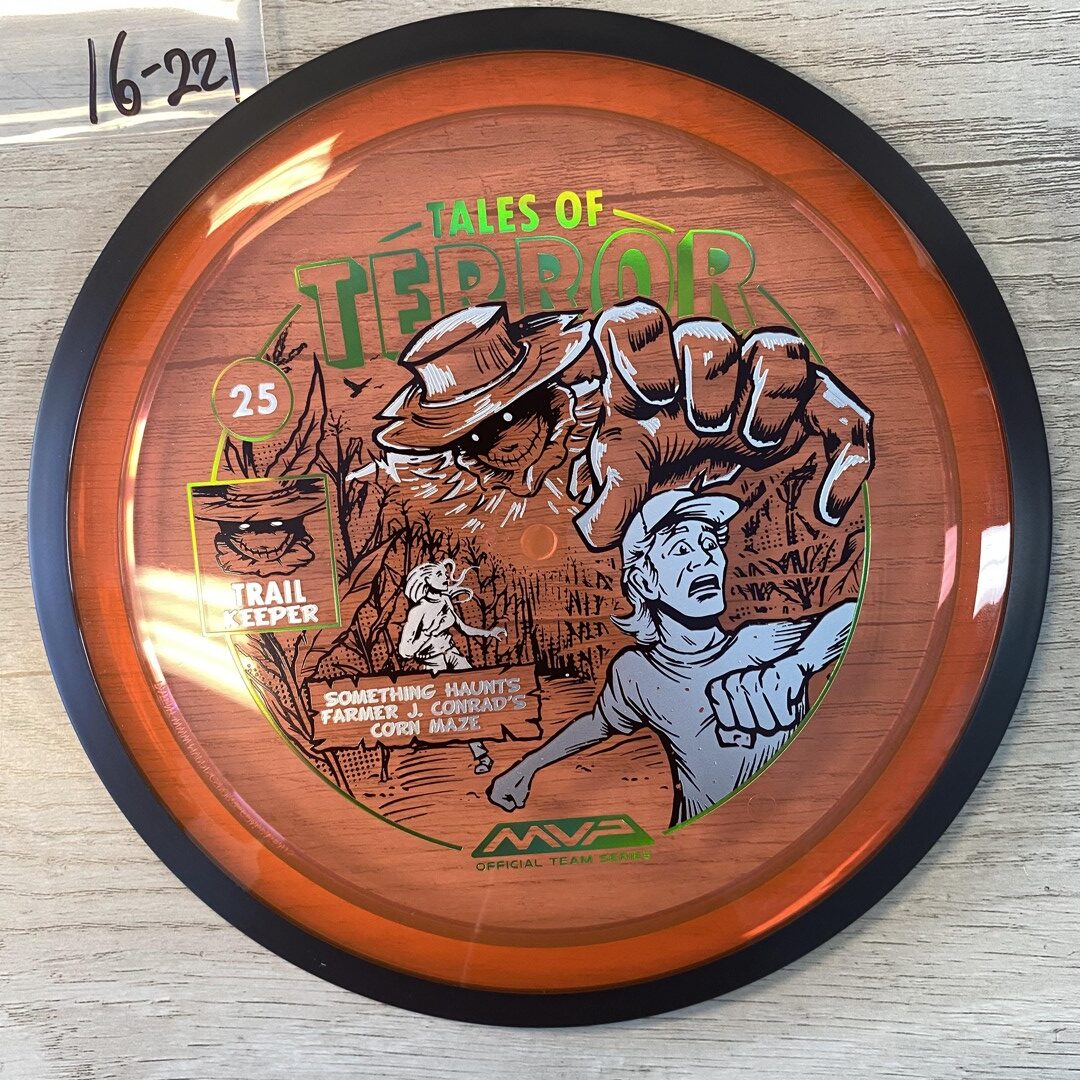 16-221
TALES OF
TERROR
25
TRAIL
KEEPER
SOMETHING HAUNTS
FARMER J. CONRAD'S
CORN MAZE
MVP
OFFICIAL TEAM SERIES